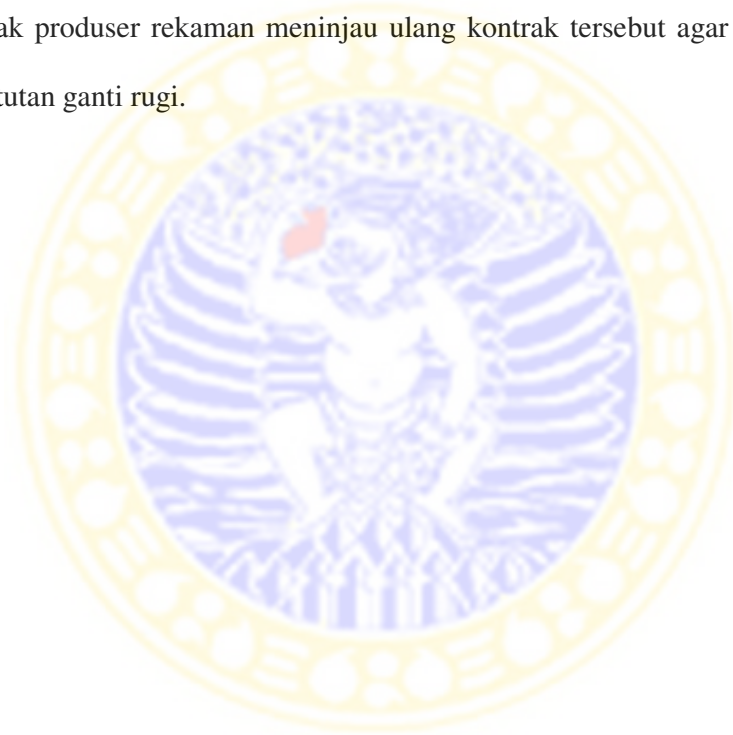 ak produser rekaman meninjau ulang kontrak tersebut agar
tutan ganti rugi.